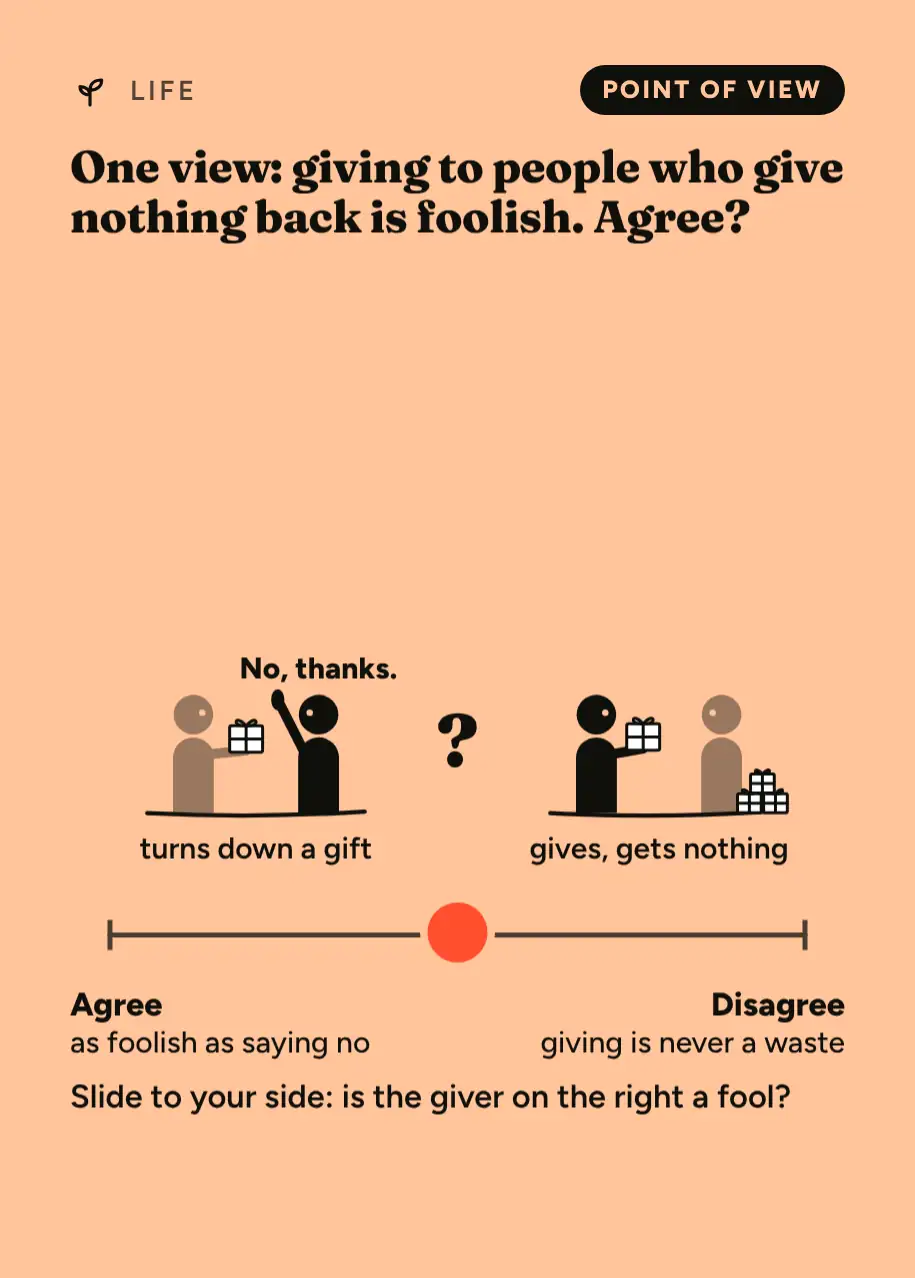 LIFE
POINT OF VIEW
One view: giving to people who give
nothing back is foolish. Agree?
No, thanks.
?
turns down a gift
gives, gets nothing
Agree
as foolish as saying no
Disagree
giving is never a waste
Slide to your side: is the giver on the right a fool?